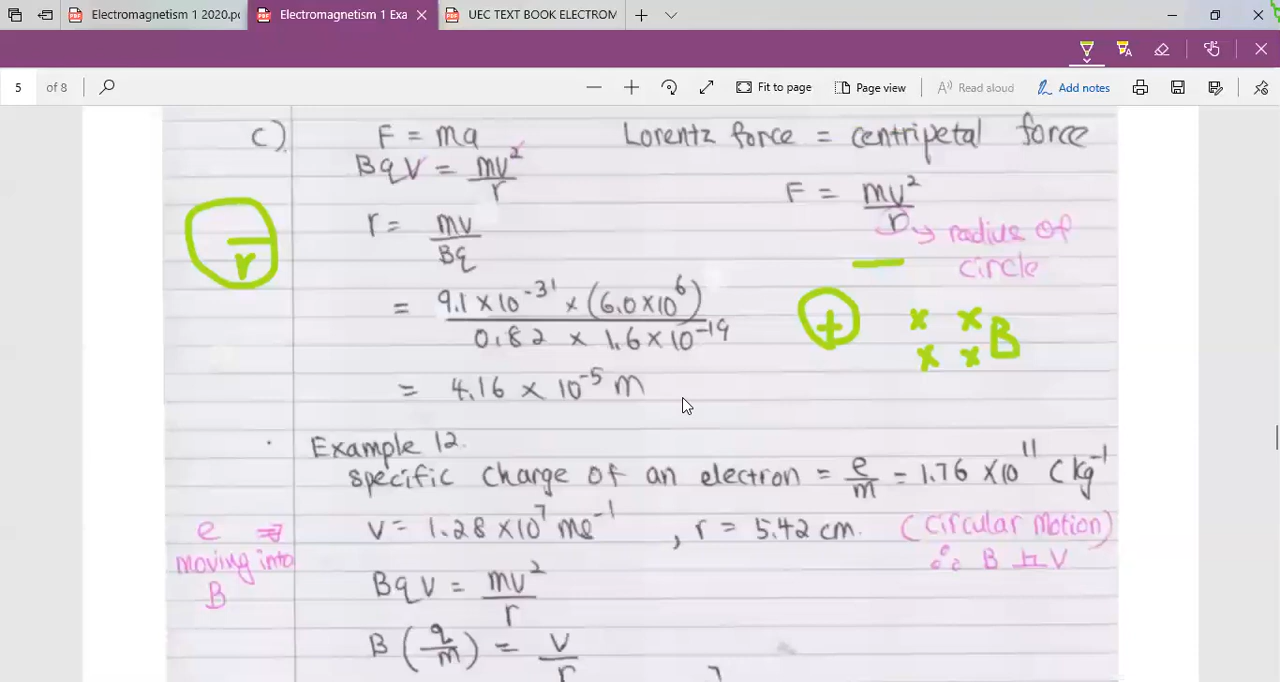 Electromagnetism 1 2020.pc
Electromagnetism 1 Exa
UEC TEXT BOOK ELECTROM
5 of 8
Fit to page
Page view
Read aloud
Add notes
c) F = ma Lorentz force = centripetal force
BqV = mv²/r
F = mv²/r
→ radius of circle
r = mv/Bq
r
= 9.1 × 10⁻³¹ × (6.0×10⁶) / 0.82 × 1.6×10⁻¹⁹
+
× ×
× ×
B
= 4.16 × 10⁻⁵ m
Example 12.
specific charge of an electron = e/m = 1.76 ×10¹¹ C kg⁻¹
V = 1.28 ×10⁷ ms⁻¹, r = 5.42 cm. (Circular Motion)
∴ B ⊥ V
e ⇒
moving into
B
BqV = mv²/r
B (q/m) = v/r